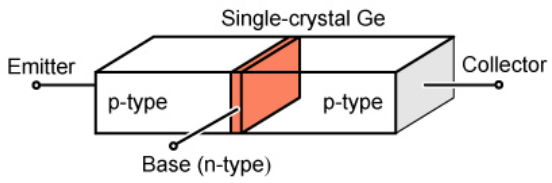 Single-crystal Ge
Emitter
Collector
p-type
p-type
Base (n-type)